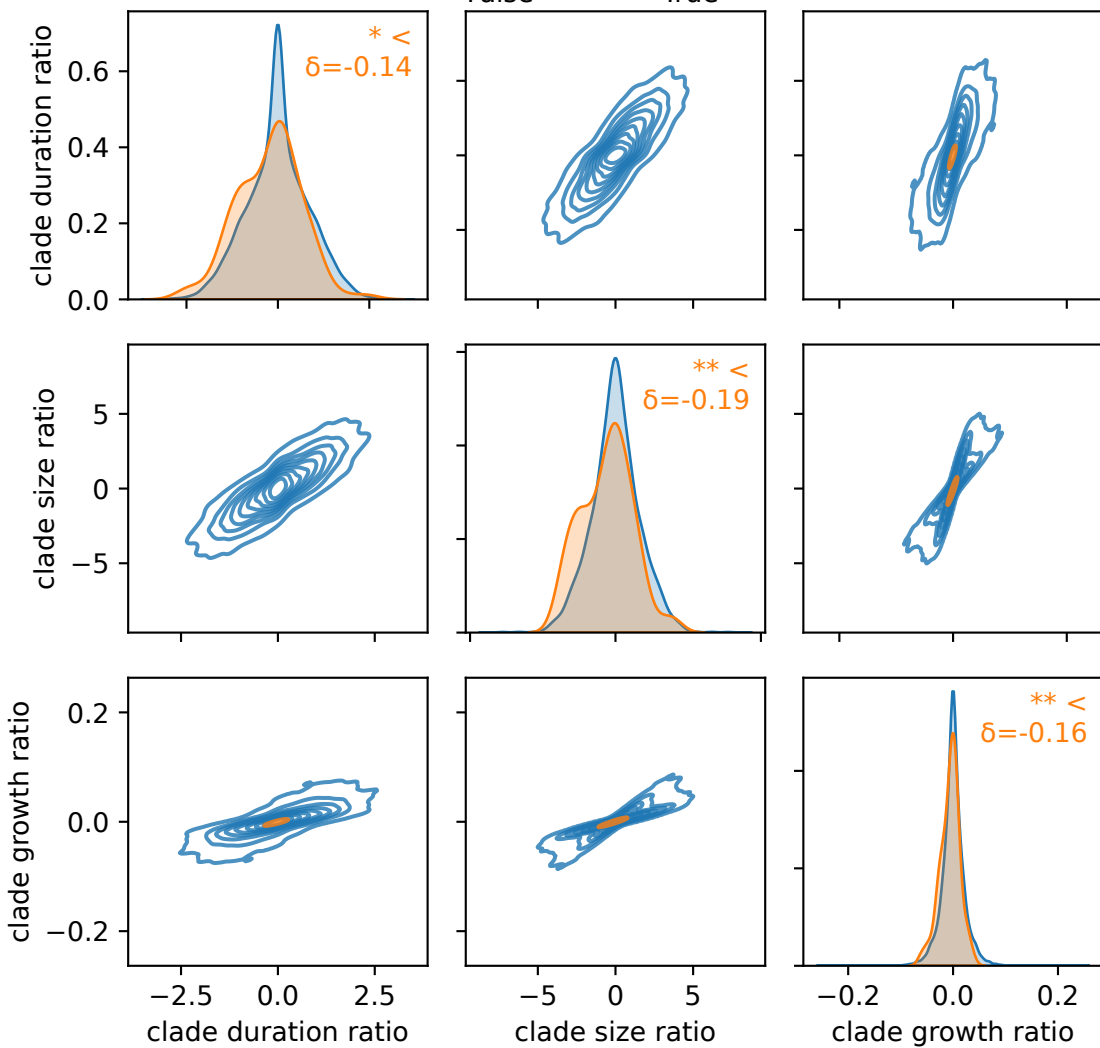 * <
δ=-0.14
clade duration ratio
0.6
0.4
0.2
0.0
** <
δ=-0.19
clade size ratio
5
0
−5
** <
δ=-0.16
clade growth ratio
0.2
0.0
−0.2
−2.5 0.0 2.5
−5 0 5
−0.2 0.0 0.2
clade duration ratio
clade size ratio
clade growth ratio